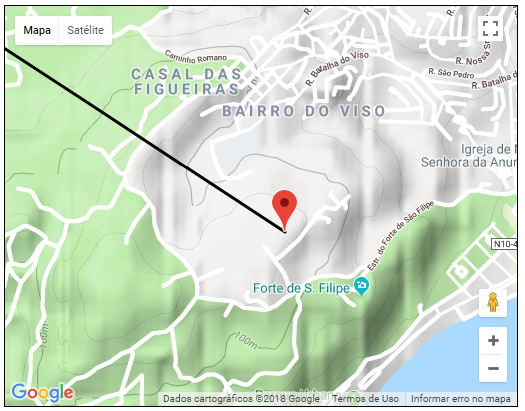 Mapa
Satélite
Caminho Romano
R. Batalha do Viso
R. Nossa S
CASAL DAS
FIGUEIRAS
R. São Pedro
R. Batalha do
BAIRRO DO VISO
Igreja de N
Senhora da Anun
Estr. do Forte de São Filipe
N10-4
Forte de S. Filipe
100m
100m
Google
Dados cartográficos ©2018 Google
Termos de Uso
Informar erro no mapa